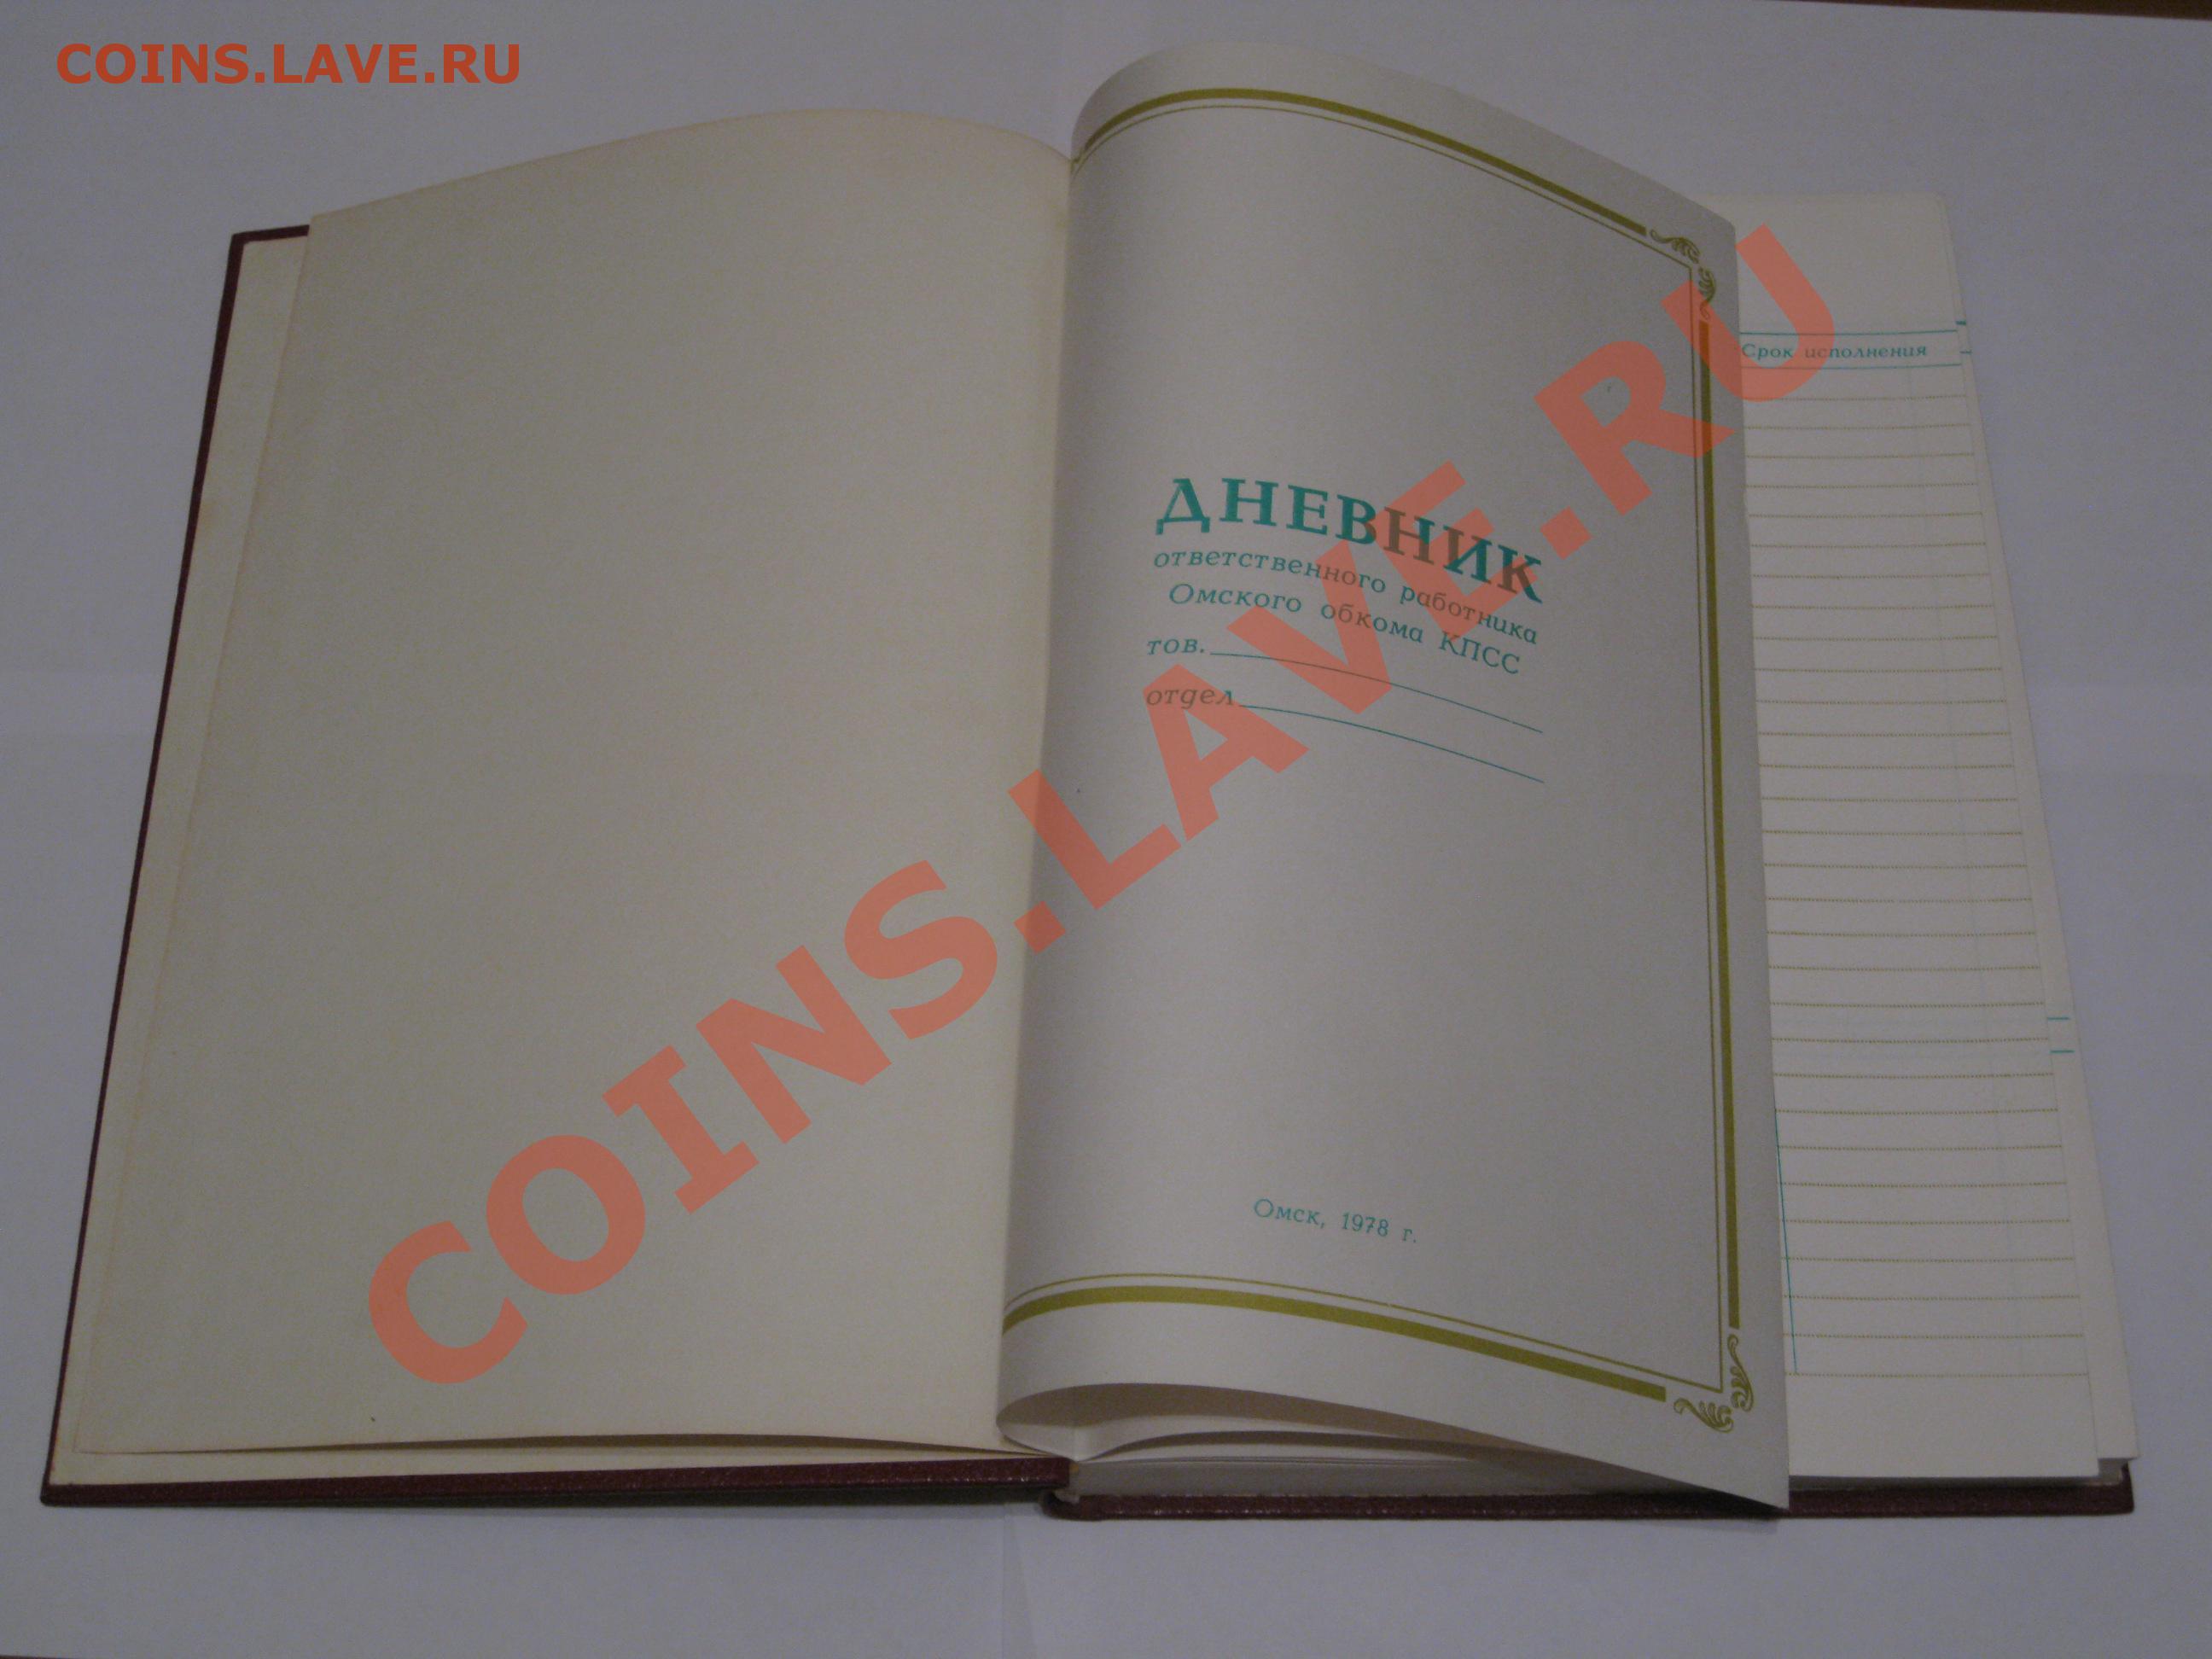 COINS.LAVE.RU
ДНЕВНИК
ответственного работника
Омского обкома КПСС
тов.
отдел
Омск, 1978 г.
Срок исполнения
COINS.LAVE.RU